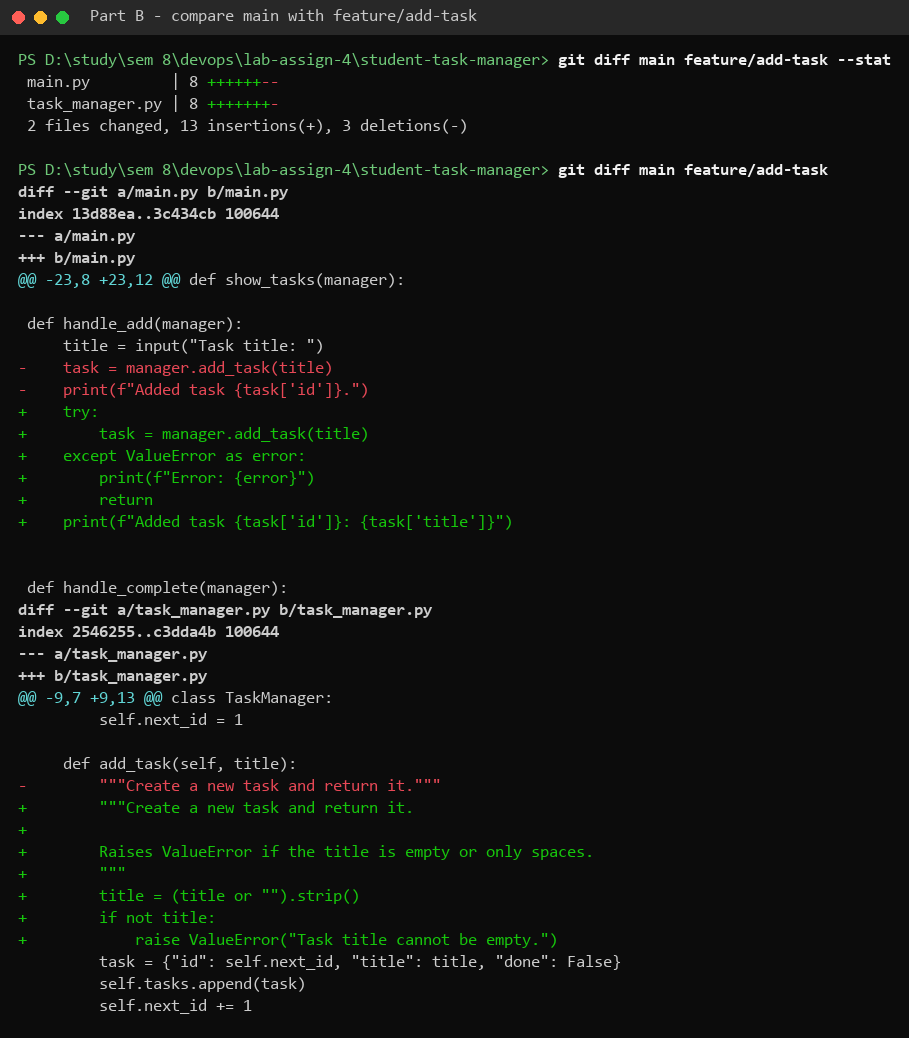 Part B - compare main with feature/add-task
PS D:\study\sem 8\devops\lab-assign-4\student-task-manager> git diff main feature/add-task --stat
 main.py         | 8 ++++++--
 task_manager.py | 8 +++++++-
 2 files changed, 13 insertions(+), 3 deletions(-)
PS D:\study\sem 8\devops\lab-assign-4\student-task-manager> git diff main feature/add-task
diff --git a/main.py b/main.py
index 13d88ea..3c434cb 100644
--- a/main.py
+++ b/main.py
@@ -23,8 +23,12 @@ def show_tasks(manager):
 def handle_add(manager):
     title = input("Task title: ")
-    task = manager.add_task(title)
-    print(f"Added task {task['id']}.")
+    try:
+        task = manager.add_task(title)
+    except ValueError as error:
+        print(f"Error: {error}")
+        return
+    print(f"Added task {task['id']}: {task['title']}")
 def handle_complete(manager):
diff --git a/task_manager.py b/task_manager.py
index 2546255..c3dda4b 100644
--- a/task_manager.py
+++ b/task_manager.py
@@ -9,7 +9,13 @@ class TaskManager:
         self.next_id = 1
     def add_task(self, title):
-        """Create a new task and return it."""
+        """Create a new task and return it.
+
+        Raises ValueError if the title is empty or only spaces.
+        """
+        title = (title or "").strip()
+        if not title:
+            raise ValueError("Task title cannot be empty.")
         task = {"id": self.next_id, "title": title, "done": False}
         self.tasks.append(task)
         self.next_id += 1